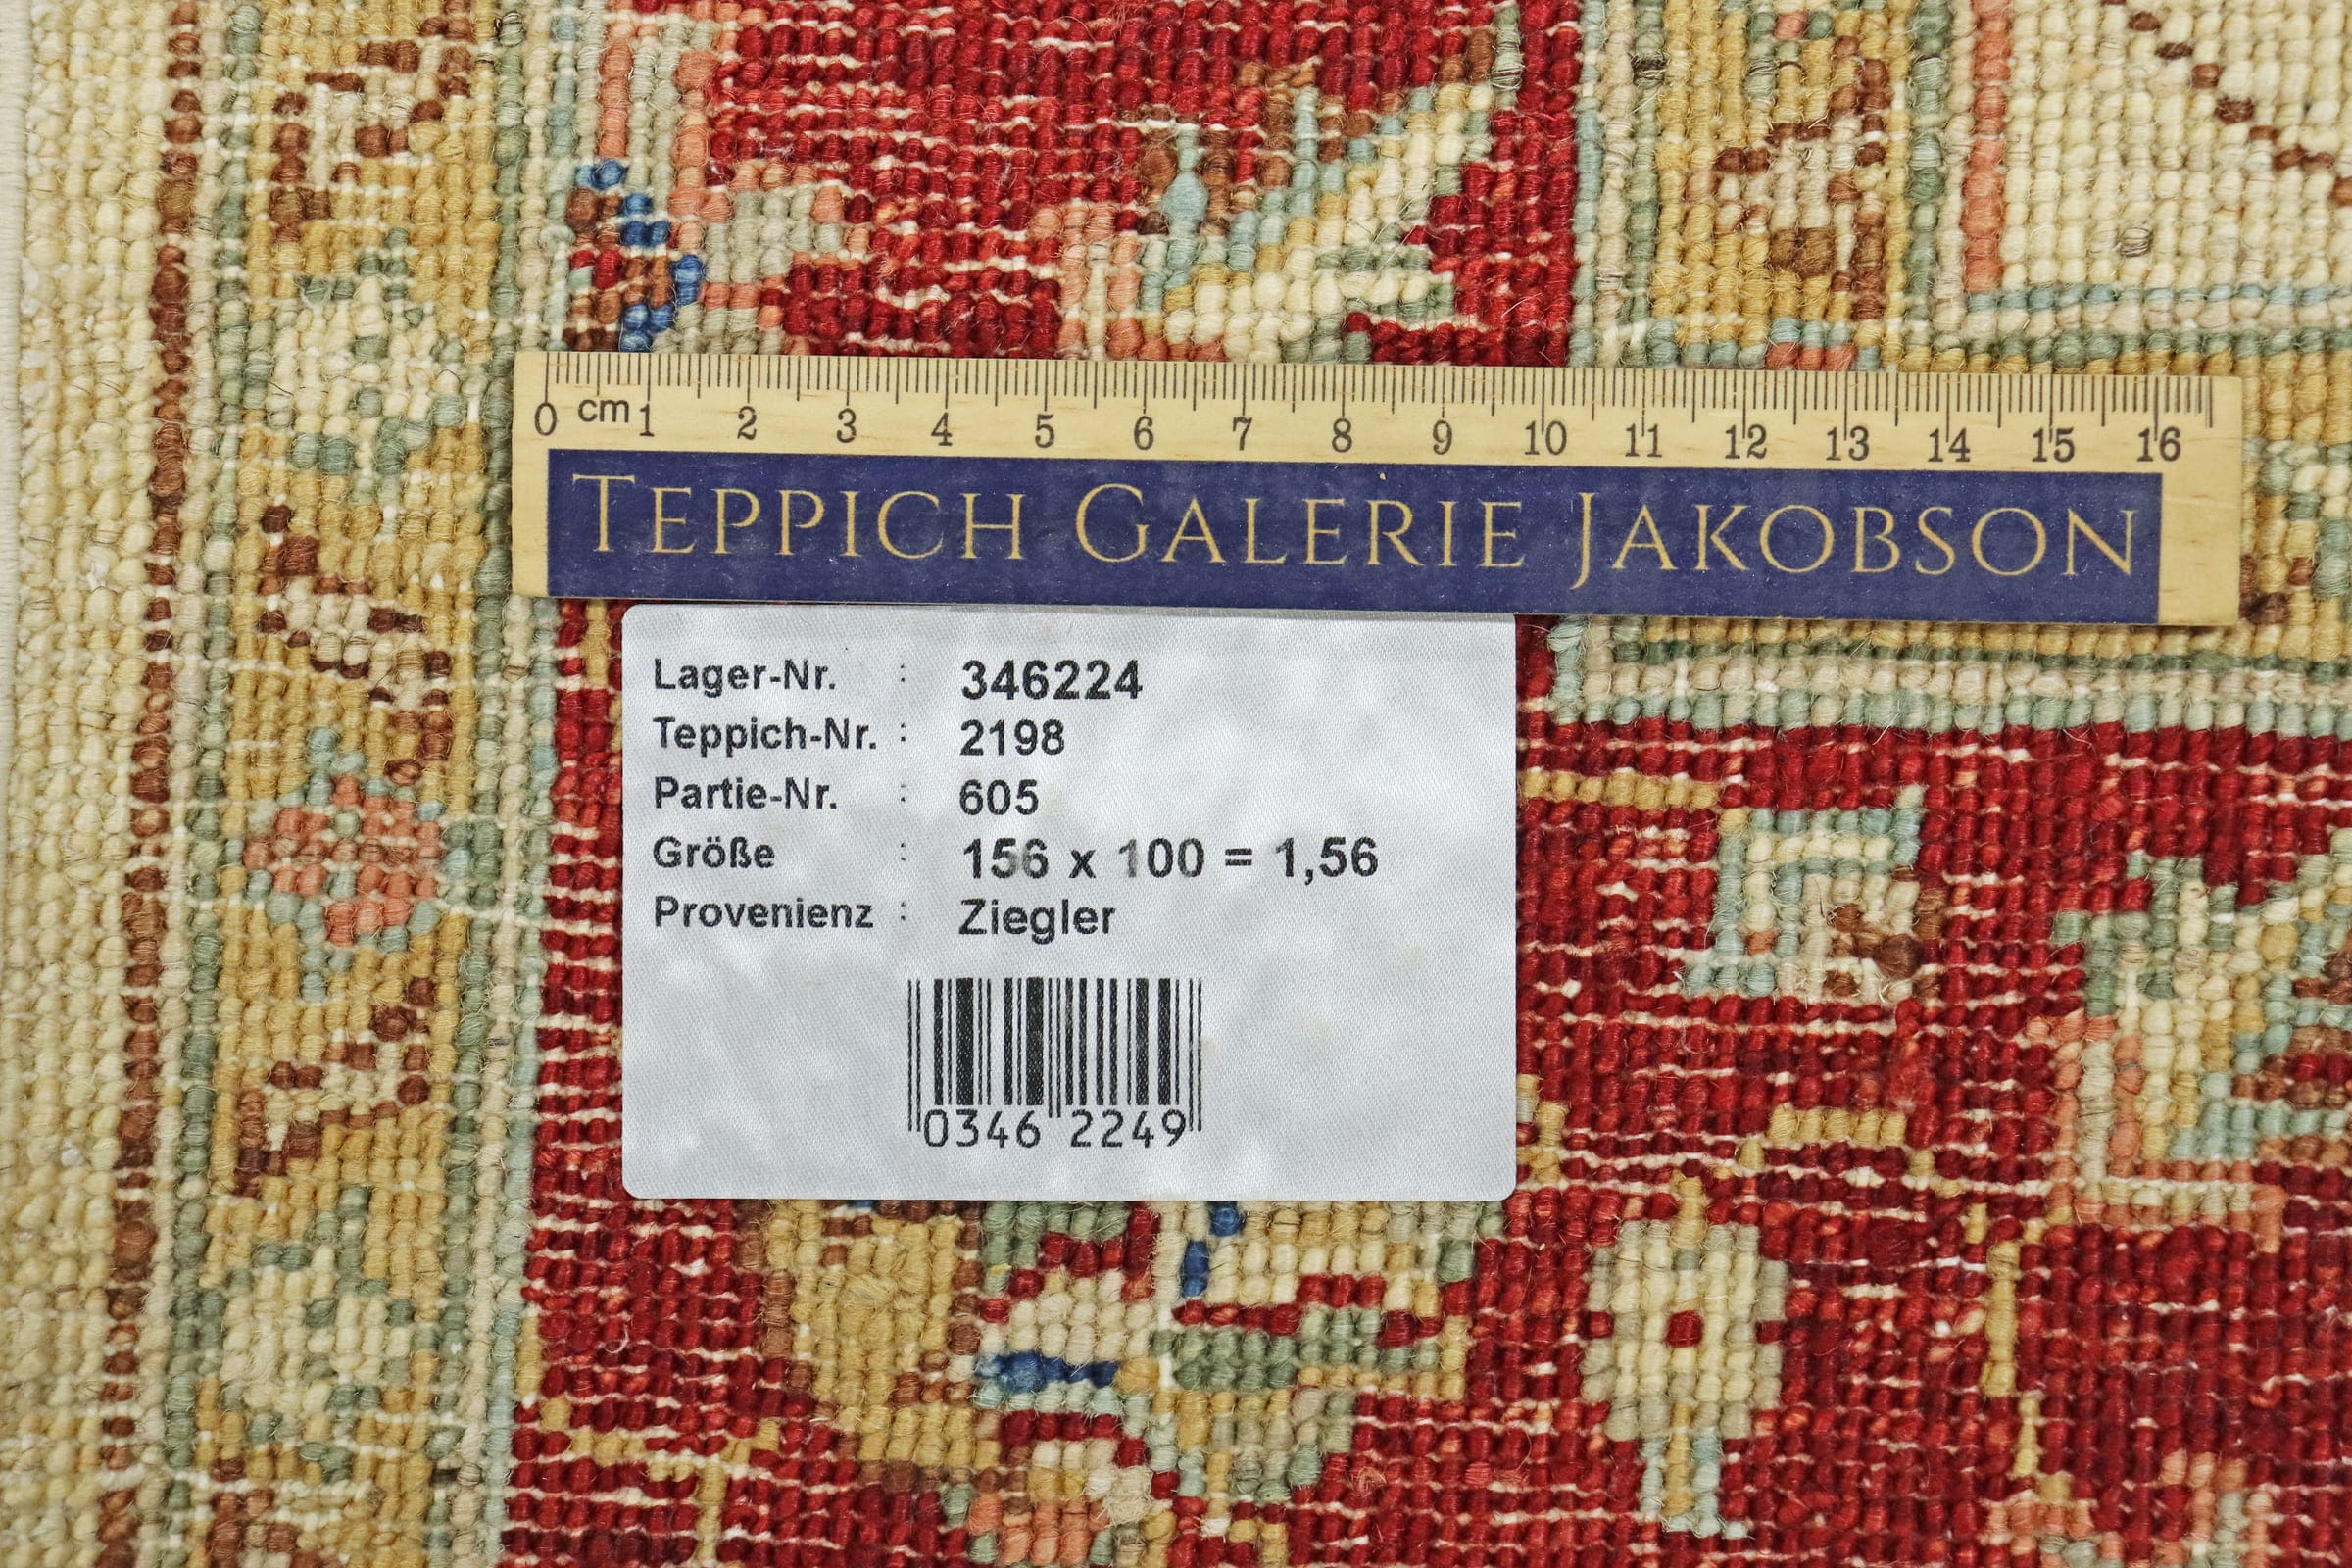 0 cm 1 2 3 4 5 6 7 8 9 10 11 12 13 14 15 16
TEPPICH GALERIE JAKOBSON
Lager-Nr. : 346224
Teppich-Nr. : 2198
Partie-Nr. : 605
Größe : 156 x 100 = 1,56
Provenienz : Ziegler
0346 2249